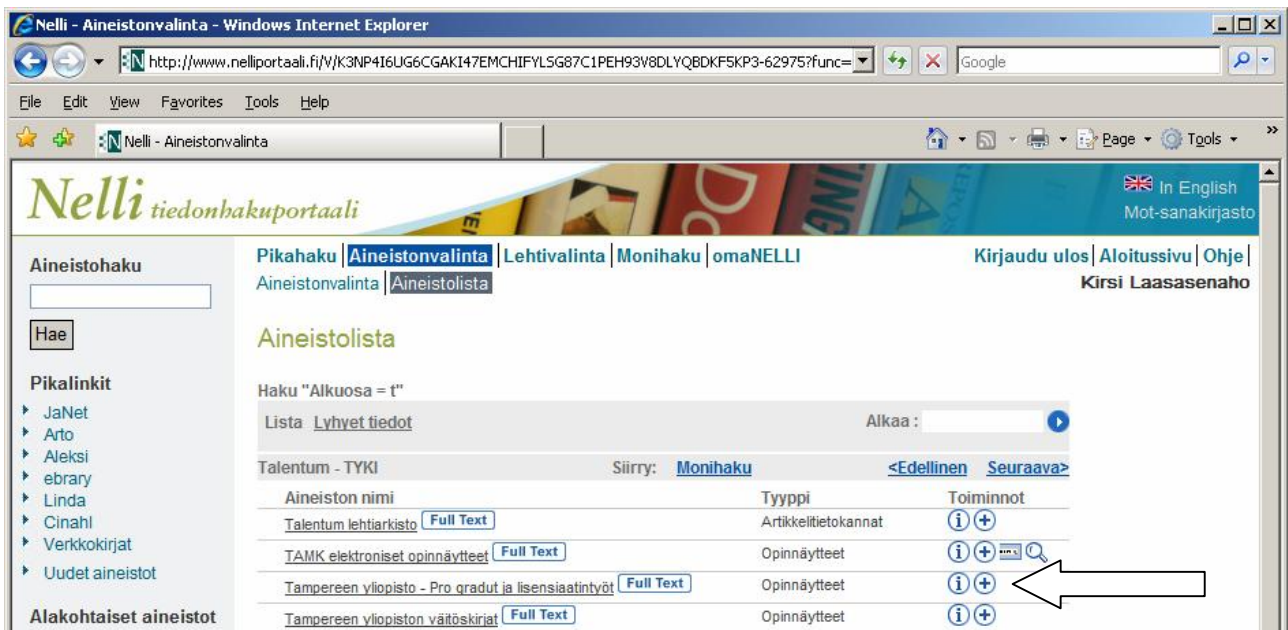 Nelli - Aineistonvalinta - Windows Internet Explorer
http://www.nelliportaali.fi/V/K3NP4I6UG6CGAKI47EMCHIFYLSG87C1PEH93V8DLYQBDKF5KP3-62975?func=
Google
File Edit View Favorites Tools Help
Nelli - Aineistonvalinta
Page Tools »
Nelli tiedonhakuportaali
In English
Mot-sanakirjasto
Pikahaku Aineistonvalinta Lehtivalinta Monihaku omaNELLI
Kirjaudu ulos Aloitussivu Ohje
Aineistonvalinta Aineistolista
Kirsi Laasasenaho
Aineistohaku
Hae
Pikalinkit
JaNet
Arto
Aleksi
ebrary
Linda
Cinahl
Verkkokirjat
Uudet aineistot
Alakohtaiset aineistot
Aineistolista
Haku "Alkuosa = t"
Lista Lyhyet tiedot Alkaa :
Talentum - TYKI Siirry: Monihaku <Edellinen Seuraava>
Aineiston nimi Tyyppi Toiminnot
Talentum lehtiarkisto Full Text Artikkelitietokannat
TAMK elektroniset opinnäytteet Full Text Opinnäytteet
Tampereen yliopisto - Pro gradut ja lisensiaatintyöt Full Text Opinnäytteet
Tampereen yliopiston väitöskirjat Full Text Opinnäytteet